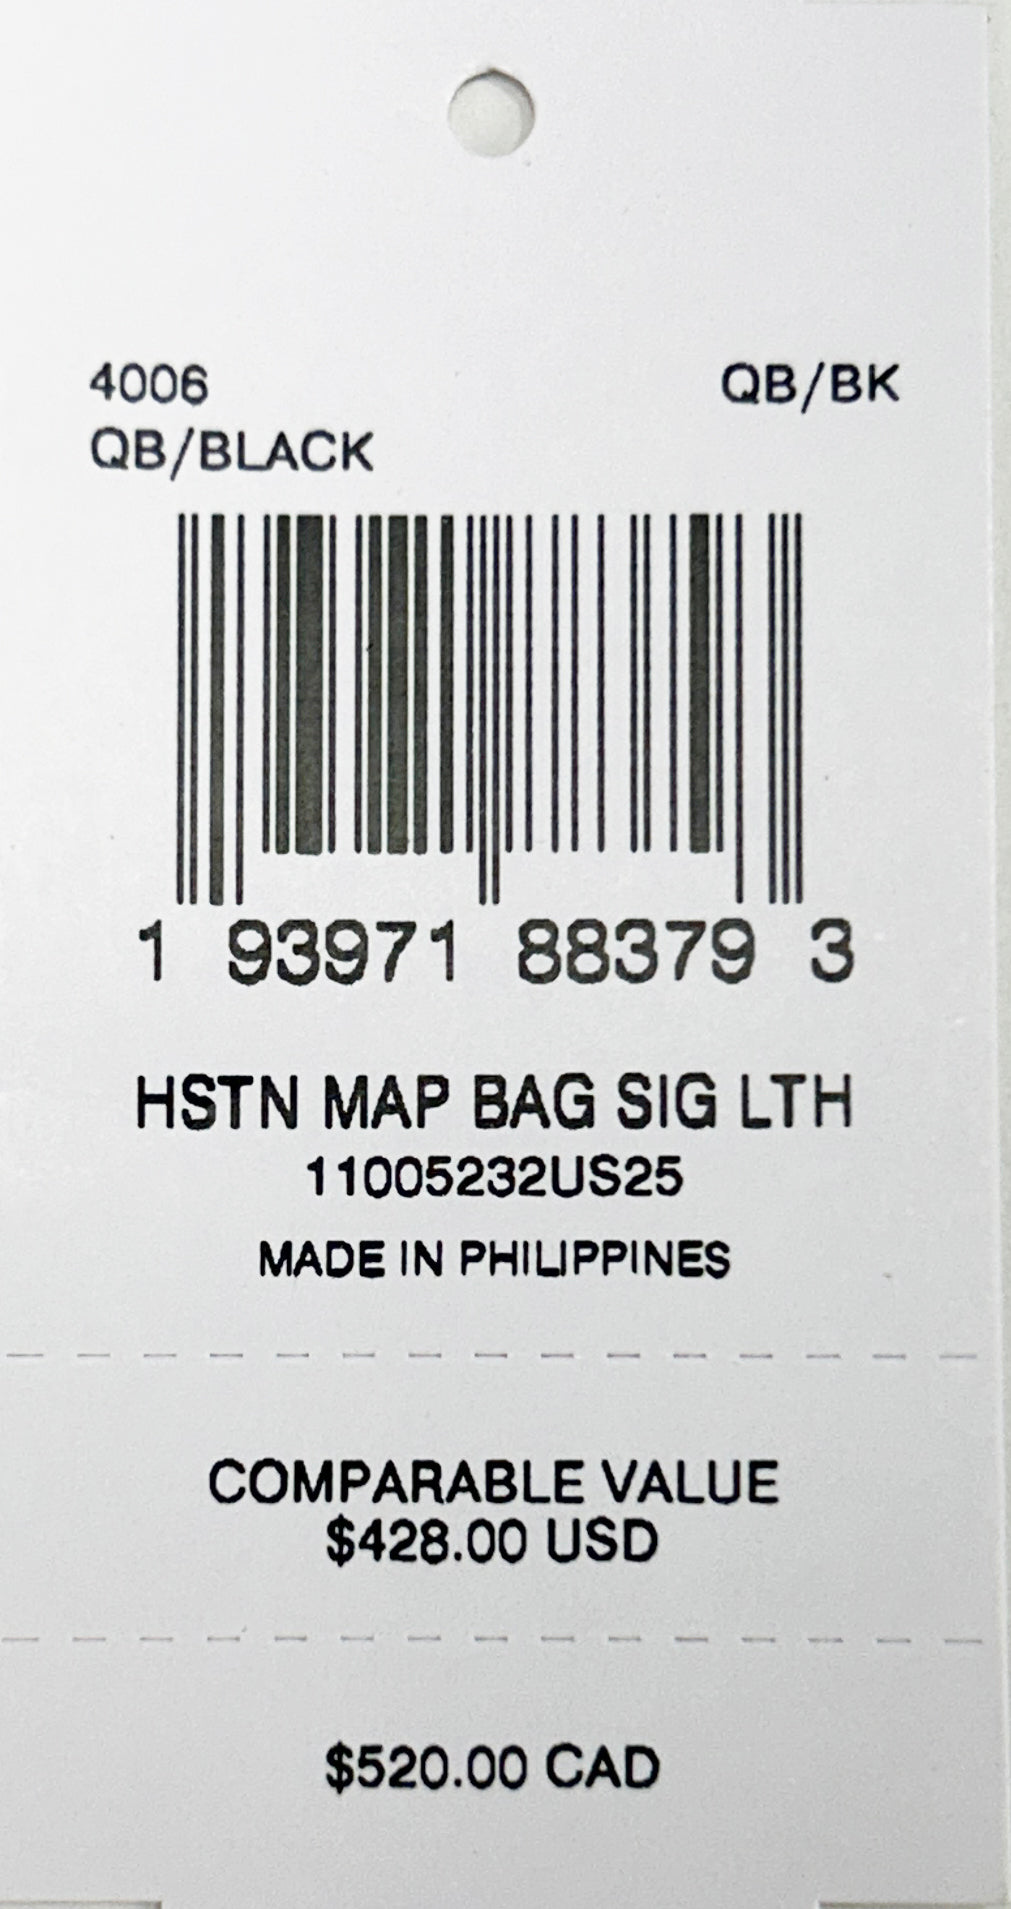 4006 QB/BK
QB/BLACK
1 93971 88379 3
HSTN MAP BAG SIG LTH
11005232US25
MADE IN PHILIPPINES
COMPARABLE VALUE
$428.00 USD
$520.00 CAD